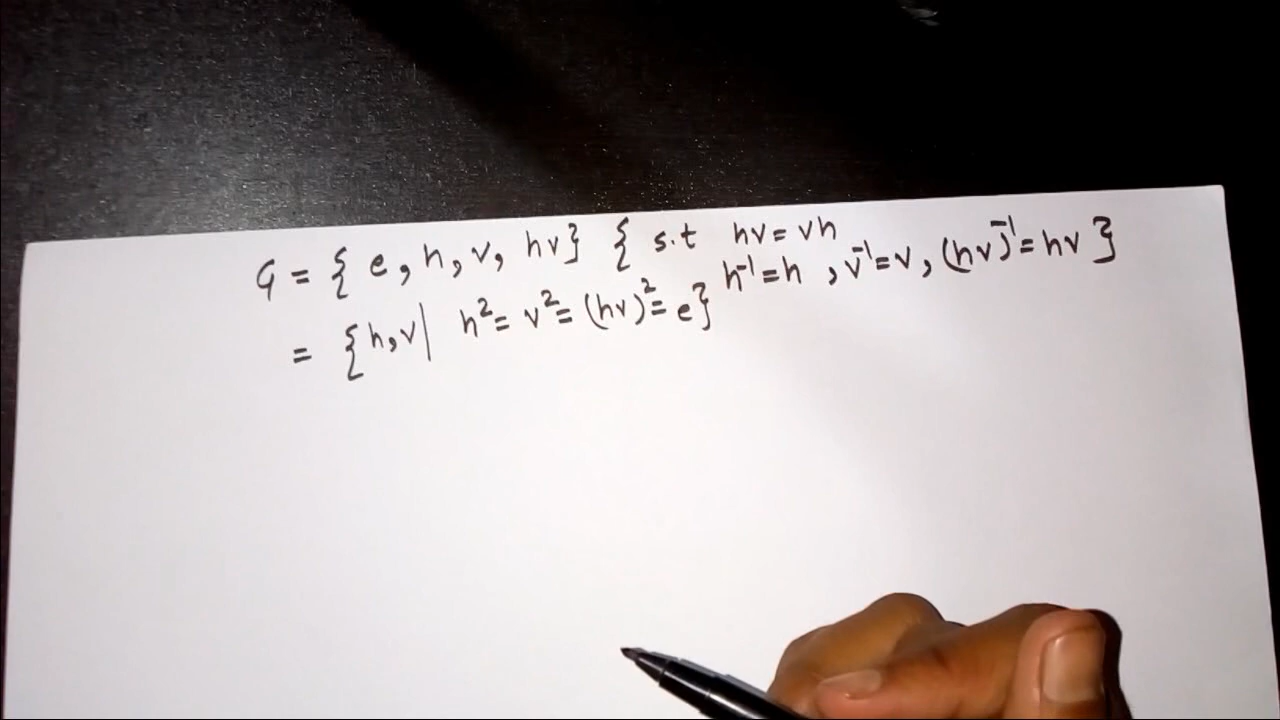 G = { e, h, v, hv} { s.t hv = vh
h⁻¹=h , v⁻¹=v , (hv)⁻¹=hv }
= {h,v| h²= v²= (hv)²= e}